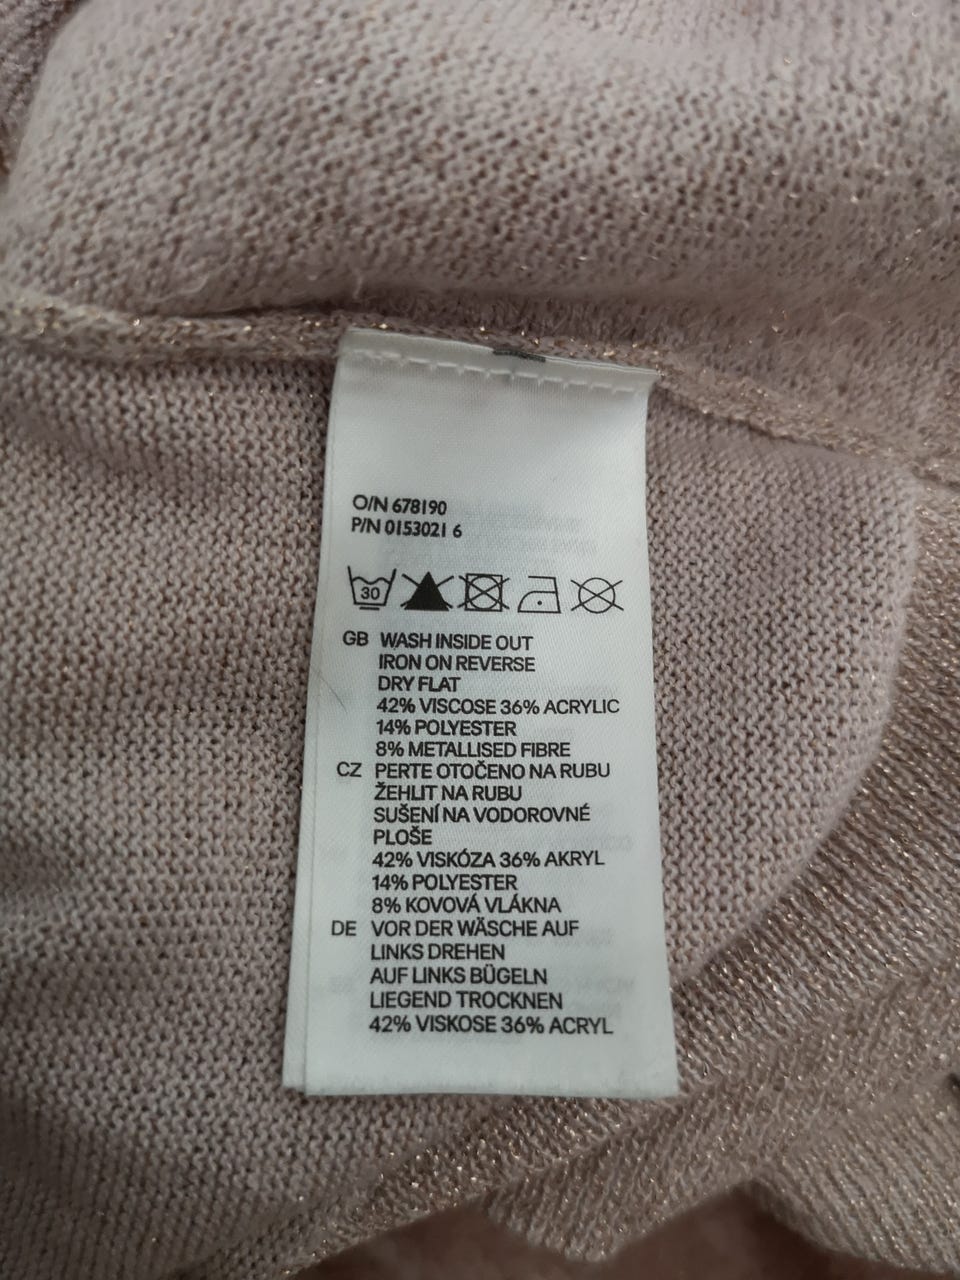 O/N 678190
P/N 0153021 6
30
GB WASH INSIDE OUT
IRON ON REVERSE
DRY FLAT
42% VISCOSE 36% ACRYLIC
14% POLYESTER
8% METALLISED FIBRE
CZ PERTE OTOČENO NA RUBU
ŽEHLIT NA RUBU
SUŠENÍ NA VODOROVNÉ
PLOŠE
42% VISKÓZA 36% AKRYL
14% POLYESTER
8% KOVOVÁ VLÁKNA
DE VOR DER WÄSCHE AUF
LINKS DREHEN
AUF LINKS BÜGELN
LIEGEND TROCKNEN
42% VISKOSE 36% ACRYL